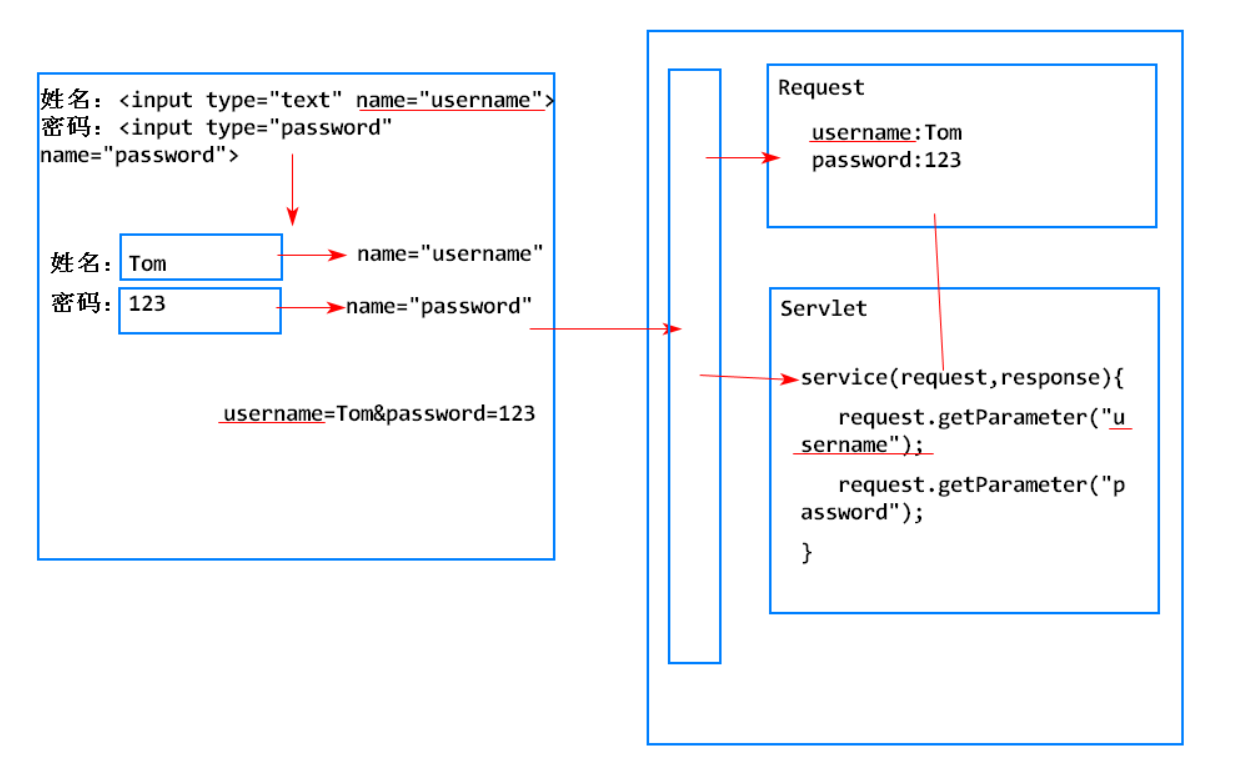 姓名：<input type="text" name="username">
密码：<input type="password"
name="password">
姓名： Tom name="username"
密码： 123 name="password"
username=Tom&password=123
Request
username:Tom
password:123
Servlet
service(request,response){
request.getParameter("u
sername");
request.getParameter("p
assword");
}